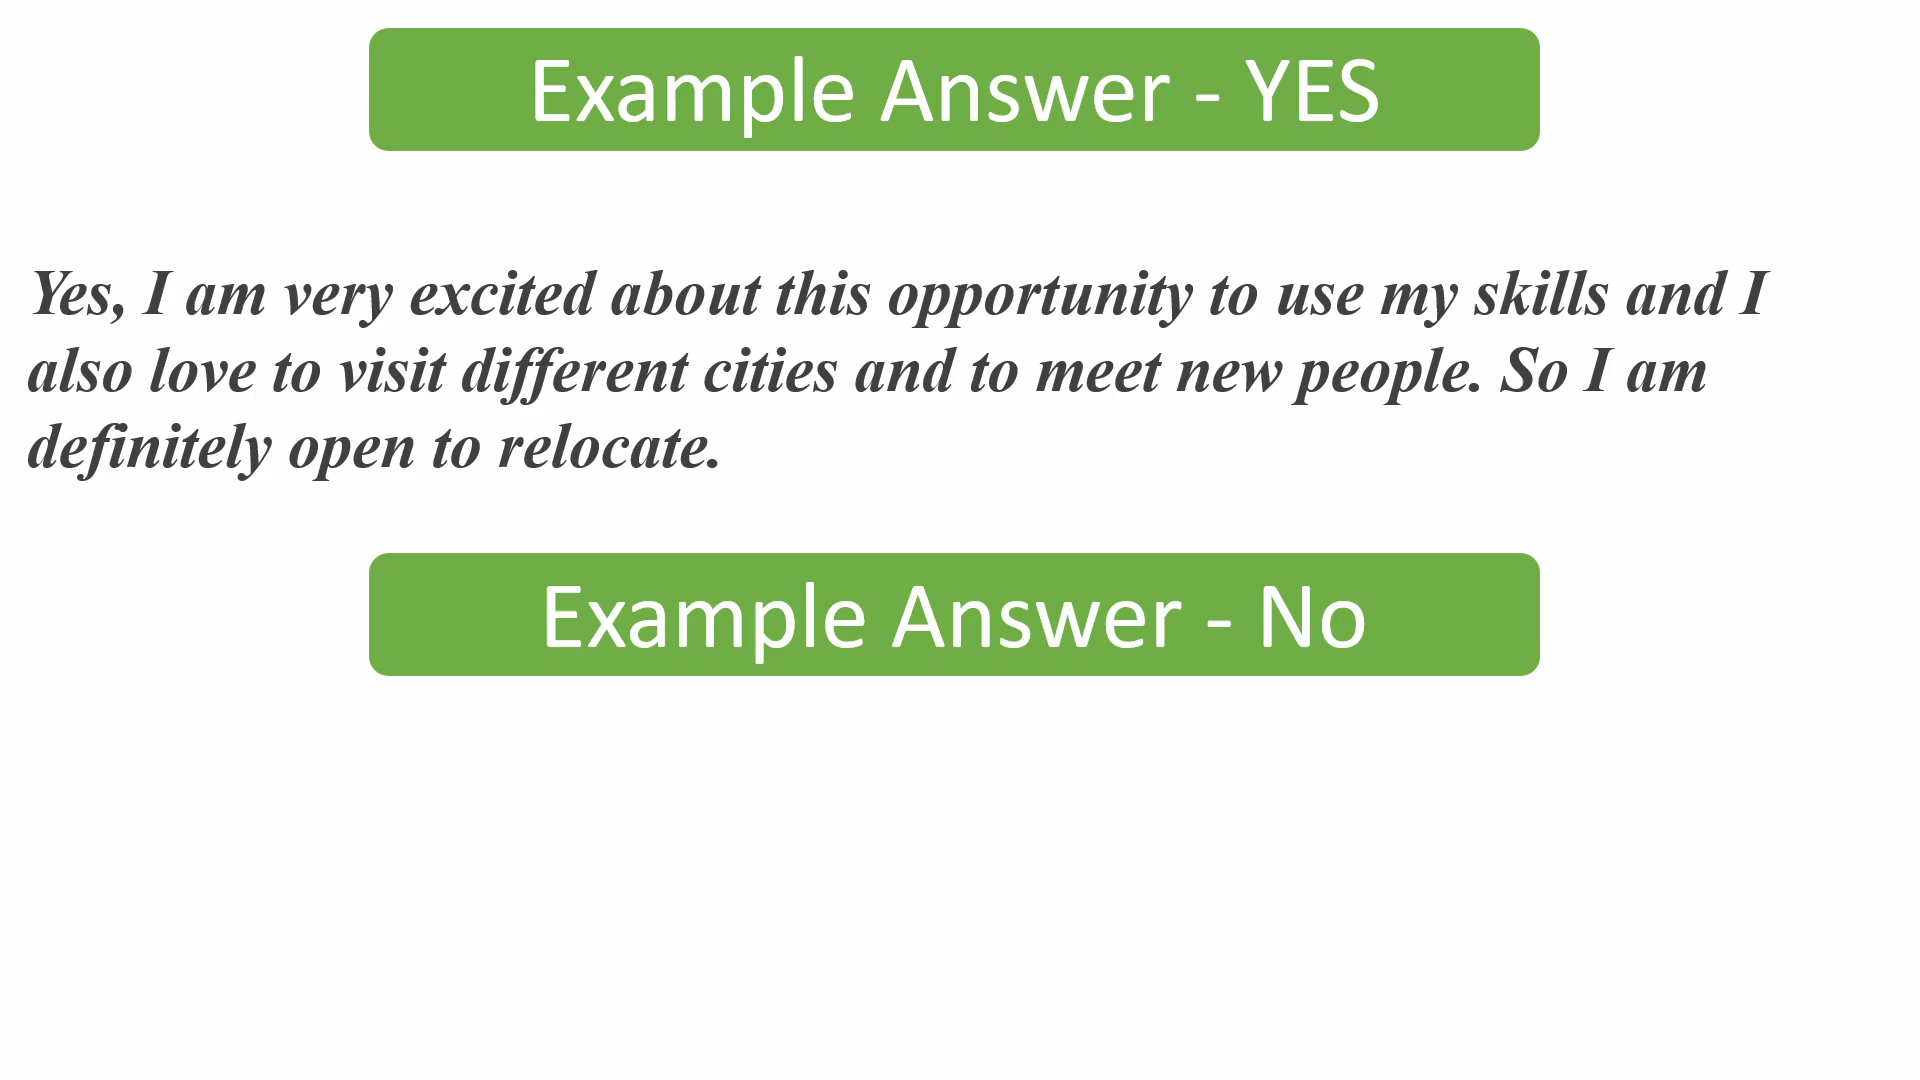 Example Answer - YES
Yes, I am very excited about this opportunity to use my skills and I
also love to visit different cities and to meet new people. So I am
definitely open to relocate.
Example Answer - No